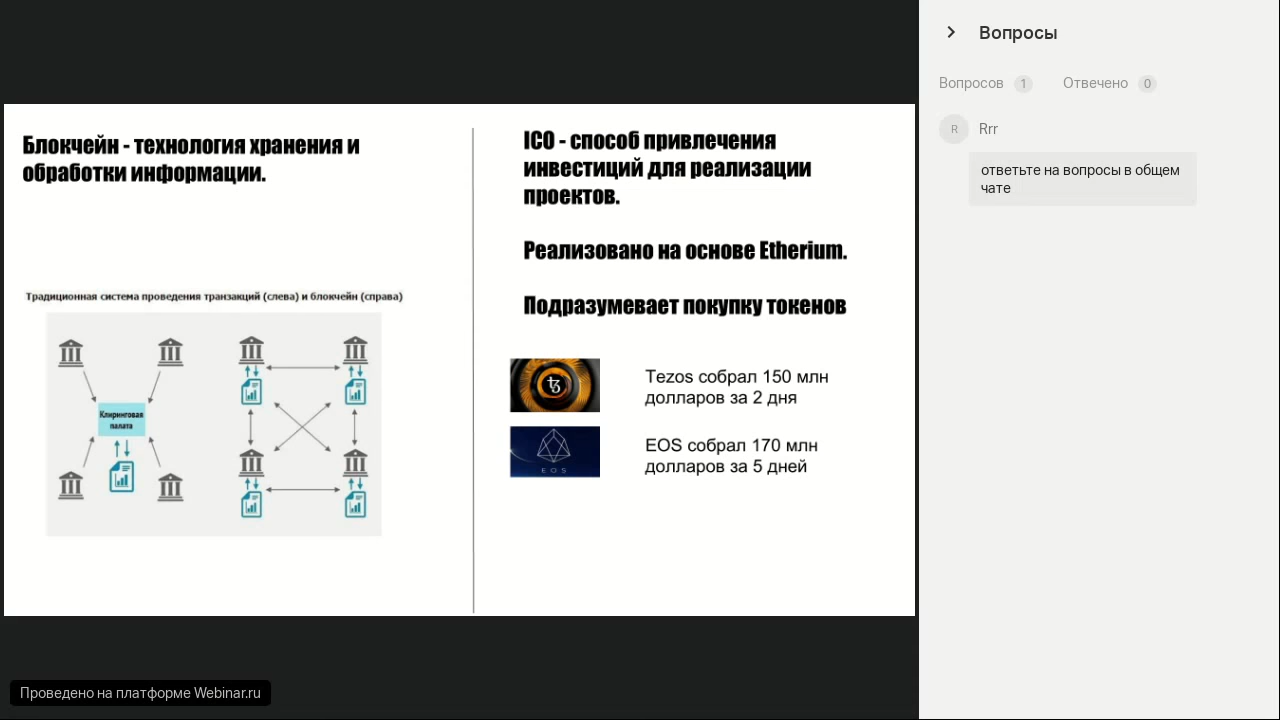 Блокчейн - технология хранения и
обработки информации.
Традиционная система проведения транзакций (слева) и блокчейн (справа)
Клиринговая
палата
ICO - способ привлечения
инвестиций для реализации
проектов.
Реализовано на основе Etherium.
Подразумевает покупку токенов
Tezos собрал 150 млн
долларов за 2 дня
EOS
EOS собрал 170 млн
долларов за 5 дней
Проведено на платформе Webinar.ru
Вопросы
Вопросов 1 Отвечено 0
R Rrr
ответьте на вопросы в общем
чате